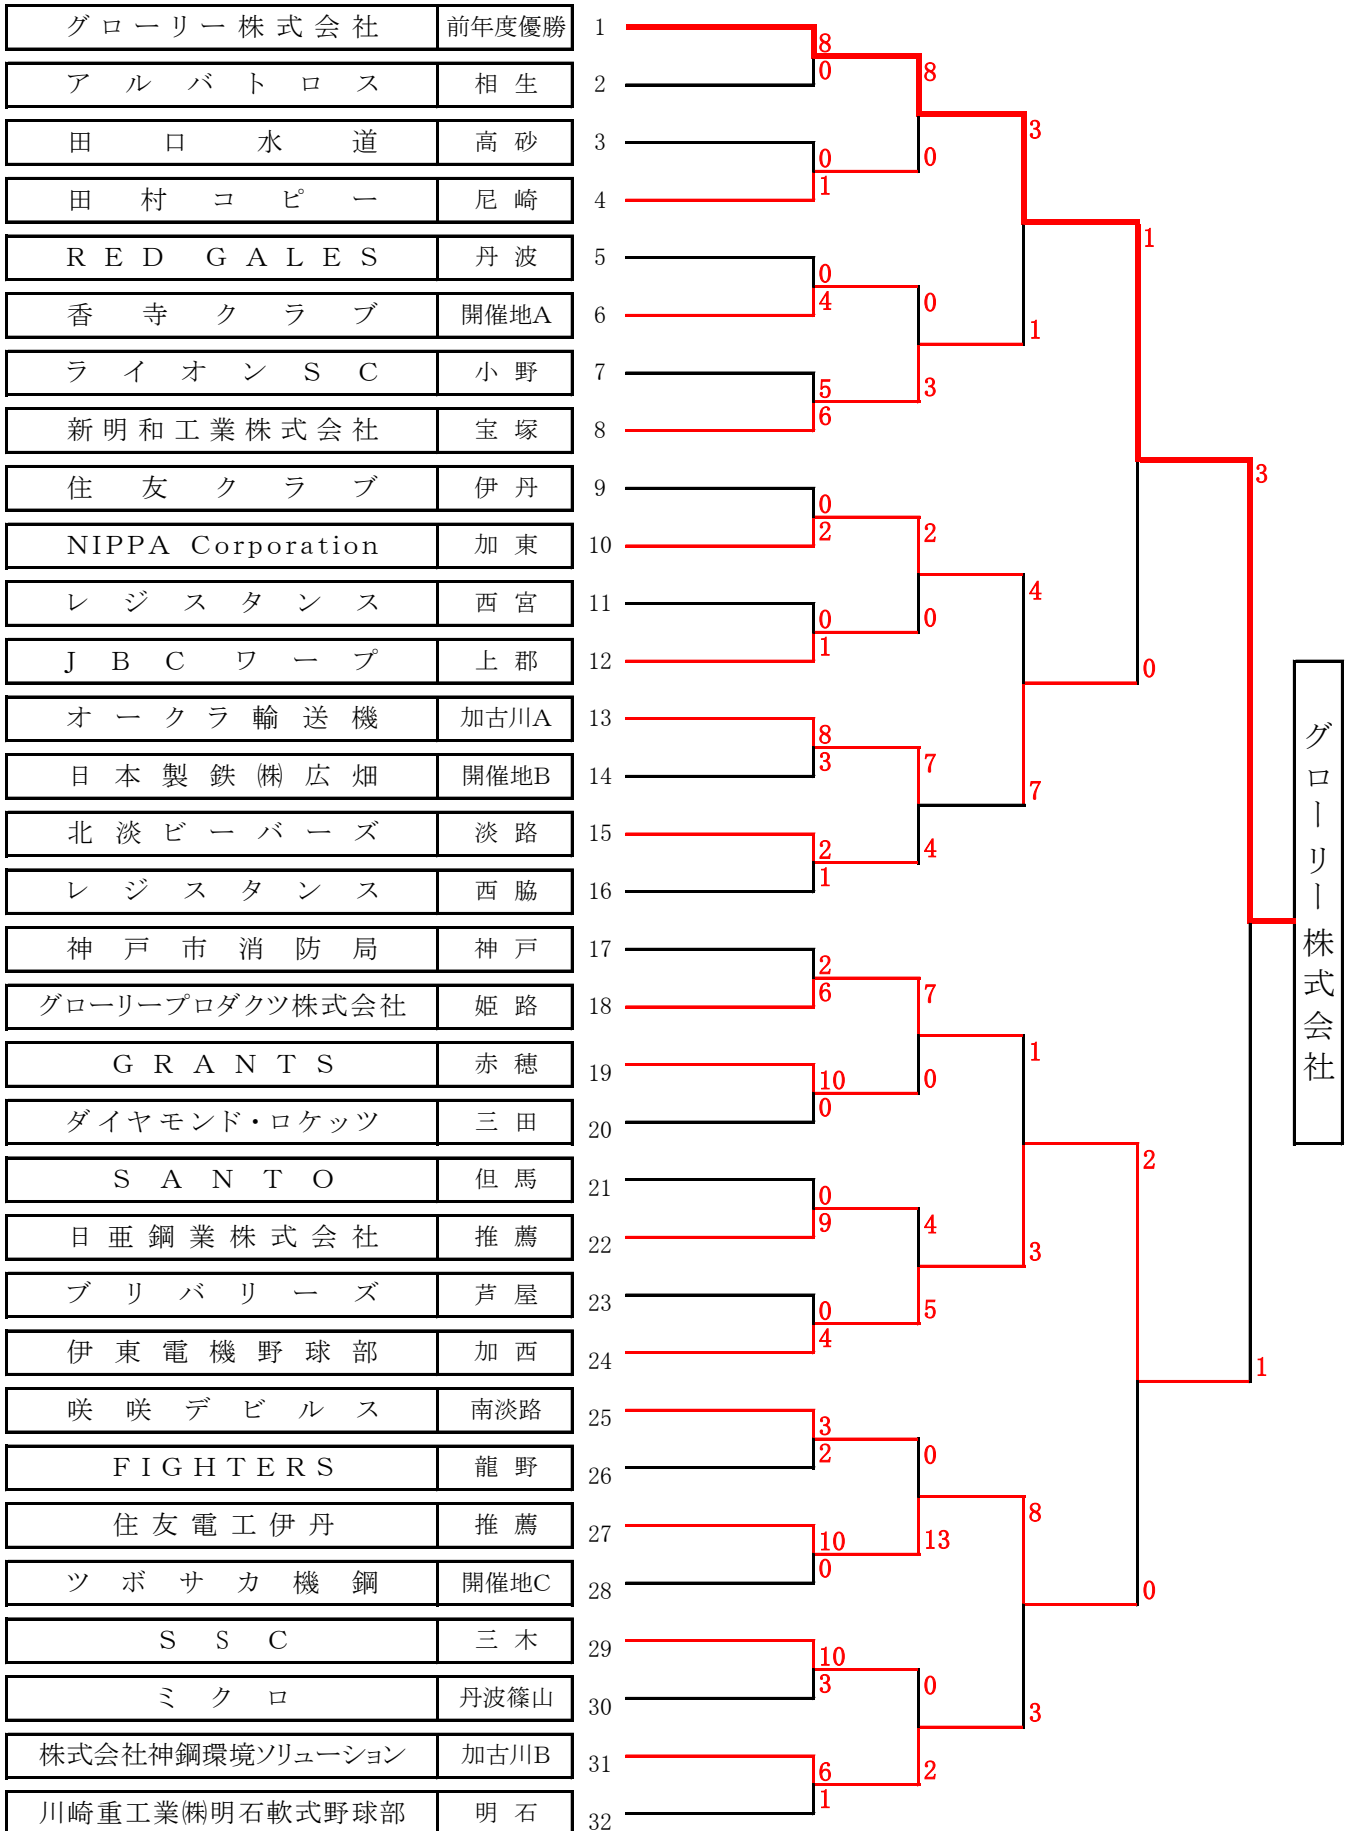 グローリー株式会社 前年度優勝 1
8
アルバトロス 相生 2
0
8
田口水道 高砂 3
0
3
0
田村コピー 尼崎 4
1
RED GALES 丹波 5
0
1
香寺クラブ 開催地A 6
4
0
1
ライオンSC 小野 7
5
3
新明和工業株式会社 宝塚 8
6
住友クラブ 伊丹 9
0
3
NIPPA Corporation 加東 10
2
2
レジスタンス 西宮 11
0
4
0
JBCワープ 上郡 12
1
0
オークラ輸送機 加古川A 13
8
日本製鉄㈱広畑 開催地B 14
3
7
7
北淡ビーバーズ 淡路 15
2
4
レジスタンス 西脇 16
1
グローリー株式会社
神戸市消防局 神戸 17
2
グロ​ーリープロダクツ株式会社 姫路 18
6
7
GRANTS 赤穂 19
10
1
0
ダイヤモンド・ロケッツ 三田 20
0
SANTO 但馬 21
0
2
日亜鋼業株式会社 推薦 22
9
4
3
ブリバリーズ 芦屋 23
0
5
伊東電機野球部 加西 24
4
1
咲咲デビルス 南淡路 25
3
FIGHTERS 龍野 26
2
0
住友電工伊丹 推薦 27
10
8
13
ツボサカ機鋼 開催地C 28
0
0
SSC 三木 29
10
ミクロ 丹波篠山 30
3
0
3
株式会社神鋼環境ソリューション 加古川B 31
6
2
川崎重工業㈱明石軟式野球部 明石 32
1